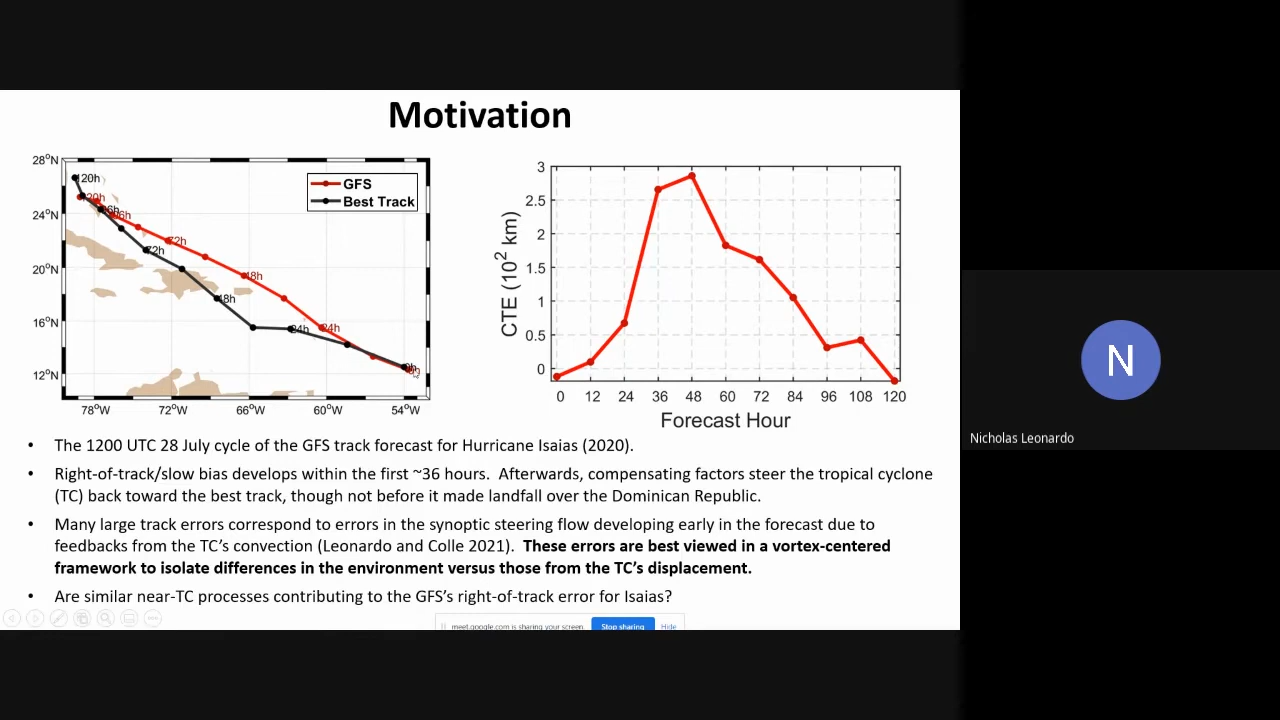 Motivation
28°N
24°N
20°N
16°N
12°N
78°W
72°W
66°W
60°W
54°W
GFS
Best Track
120h
96h
72h
72h
48h
48h
24h
24h
3
2.5
2
1.5
1
0.5
0
CTE (10² km)
0 12 24 36 48 60 72 84 96 108 120
Forecast Hour
• The 1200 UTC 28 July cycle of the GFS track forecast for Hurricane Isaias (2020).
• Right-of-track/slow bias develops within the first ~36 hours. Afterwards, compensating factors steer the tropical cyclone
(TC) back toward the best track, though not before it made landfall over the Dominican Republic.
• Many large track errors correspond to errors in the synoptic steering flow developing early in the forecast due to
feedbacks from the TC's convection (Leonardo and Colle 2021). These errors are best viewed in a vortex-centered
framework to isolate differences in the environment versus those from the TC's displacement.
• Are similar near-TC processes contributing to the GFS's right-of-track error for Isaias?
meet.google.com is sharing your screen.
Stop sharing
Hide
N
Nicholas Leonardo